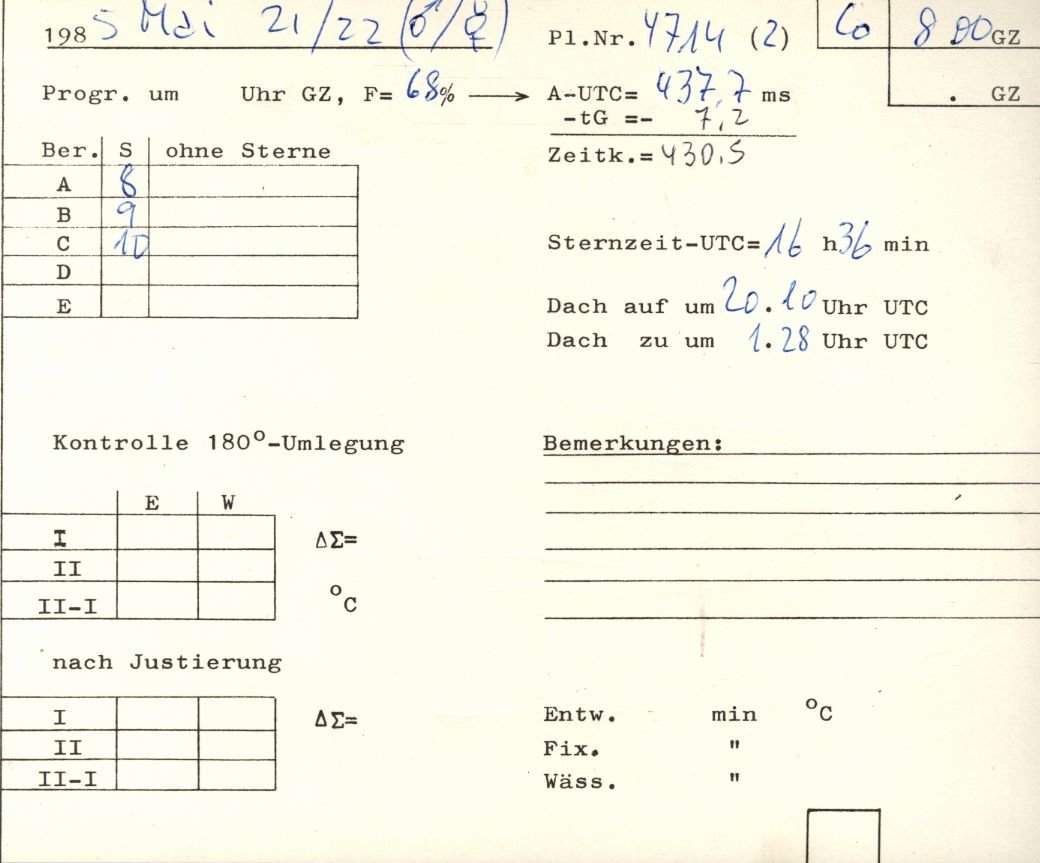 1985 Mai 21/22 (♂/☿) Pl.Nr. 4714 (2) Co 8 00 GZ
Progr. um Uhr GZ, F= 68% → A-UTC= 437,7 ms . GZ
-tG =- 7,2
Ber. S ohne Sterne Zeitk.= 430,5
A 8
B 9
C 10 Sternzeit-UTC= 16 h 36 min
D
E Dach auf um 20.10 Uhr UTC
Dach zu um 1.28 Uhr UTC
Kontrolle 180°-Umlegung Bemerkungen:
E W
I ΔΣ=
II
II-I °C
nach Justierung
I ΔΣ= Entw. min °C
II Fix. "
II-I Wäss. "